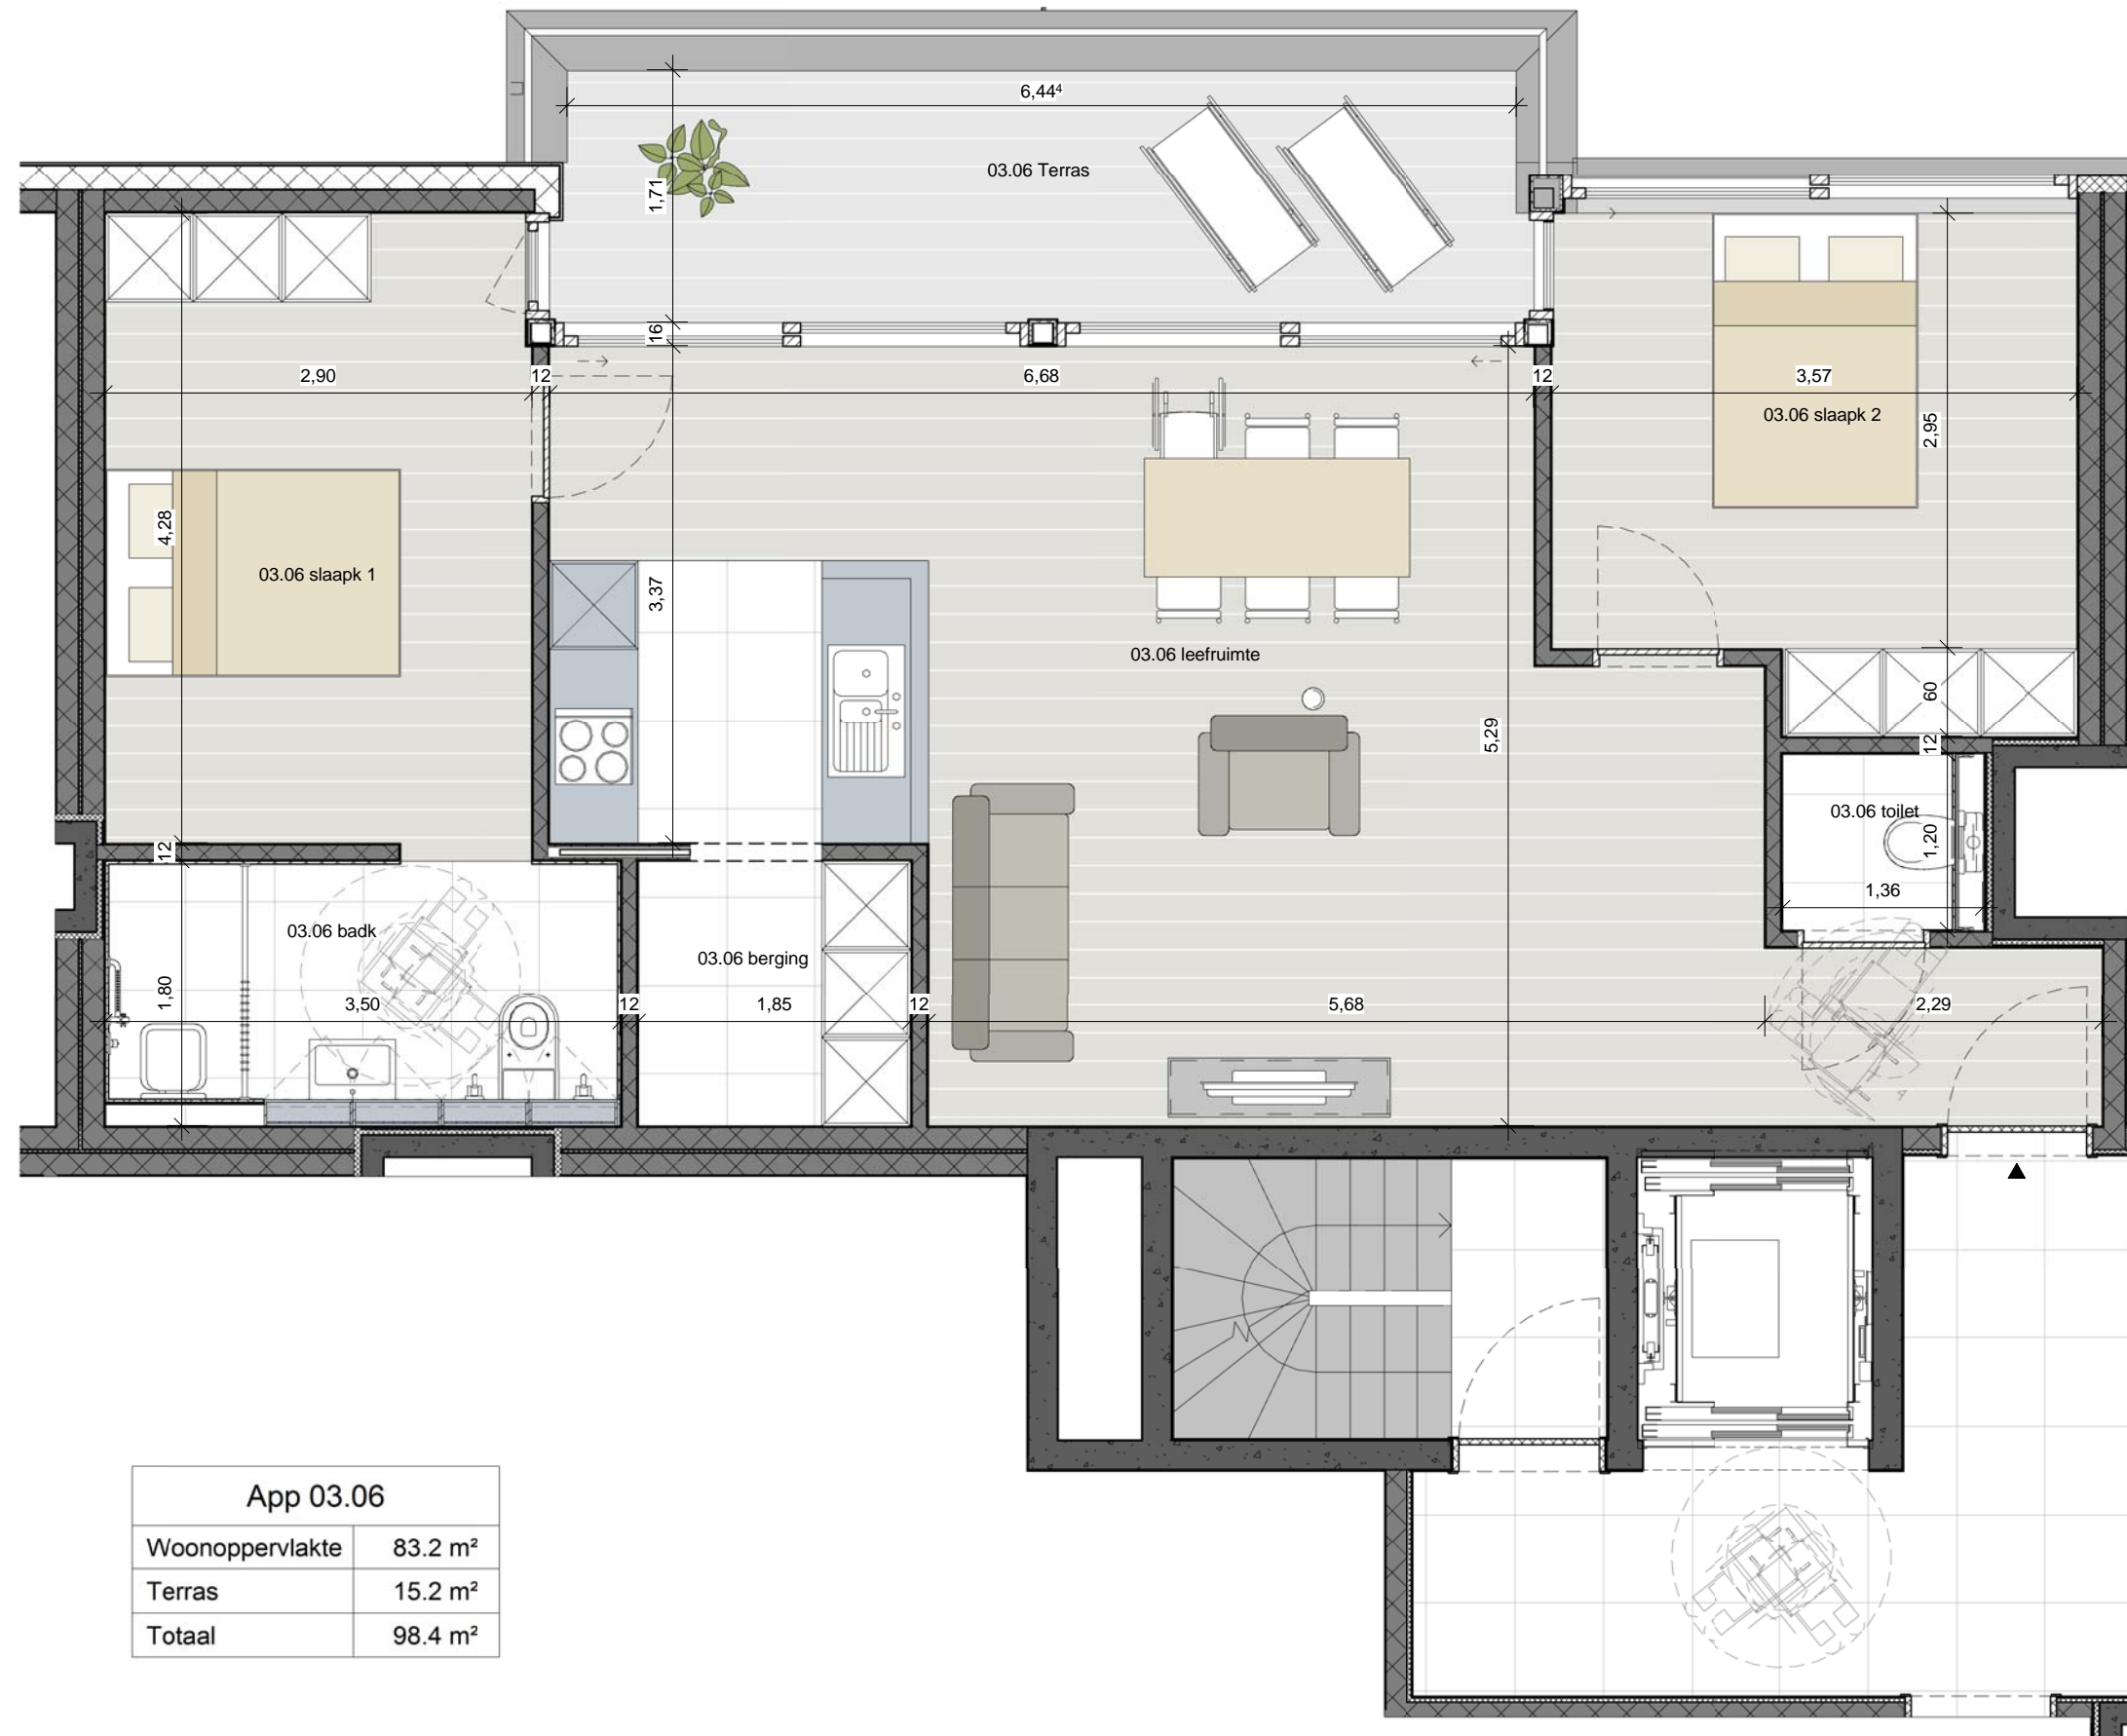 6,44⁴
03.06 Terras
1,71
16
2,90
12
6,68
12
3,57
03.06 slaapk 2
2,95
4,28
03.06 slaapk 1
3,37
03.06 leefruimte
5,29
60
12
03.06 toilet
1,20
1,36
12
03.06 badk
03.06 berging
1,80
3,50
12
1,85
12
5,68
2,29
App 03.06
Woonoppervlakte 83.2 m²
Terras 15.2 m²
Totaal 98.4 m²